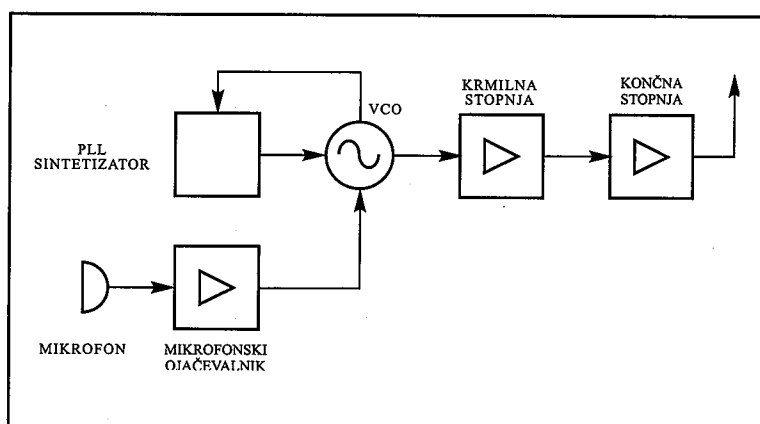 KRMILNA
STOPNJA
KONČNA
STOPNJA
VCO
PLL
SINTETIZATOR
MIKROFON
MIKROFONSKI
OJAČEVALNIK